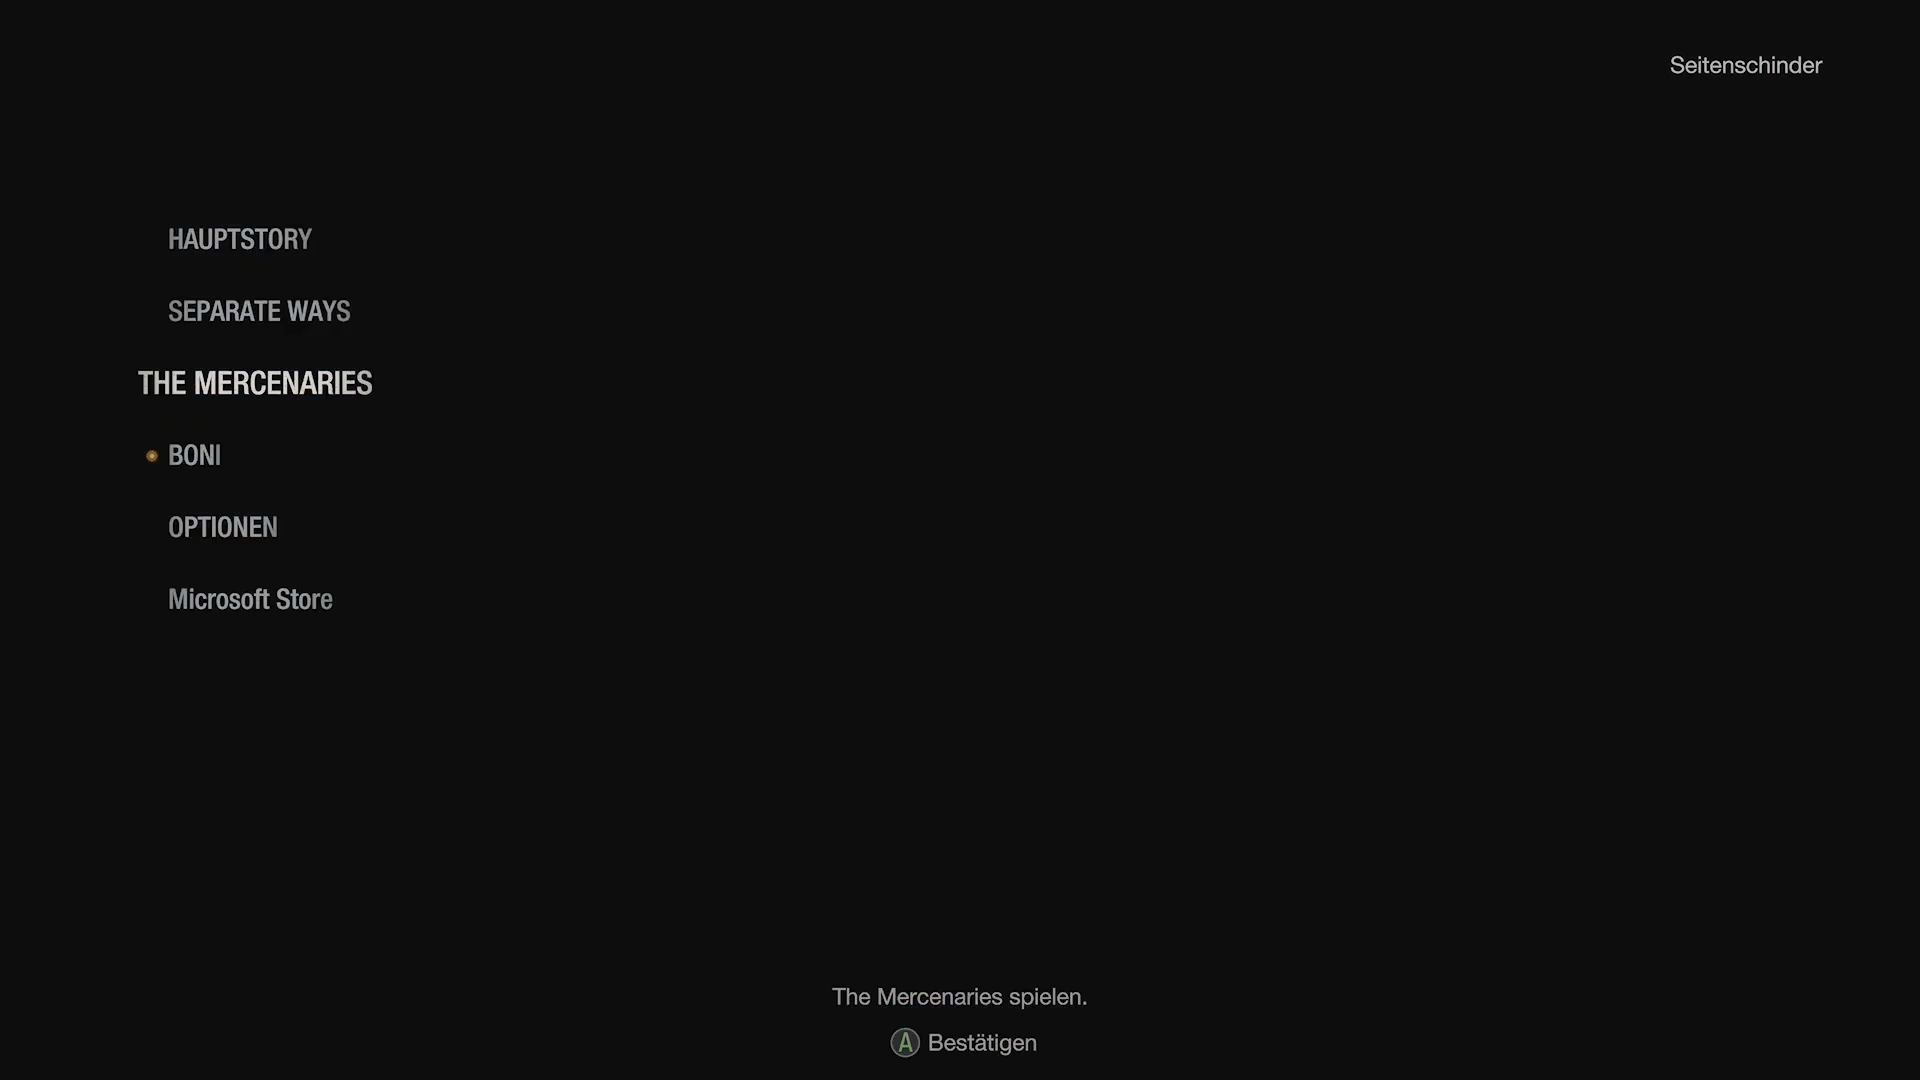 Seitenschinder
HAUPTSTORY
SEPARATE WAYS
THE MERCENARIES
BONI
OPTIONEN
Microsoft Store
The Mercenaries spielen.
A Bestätigen